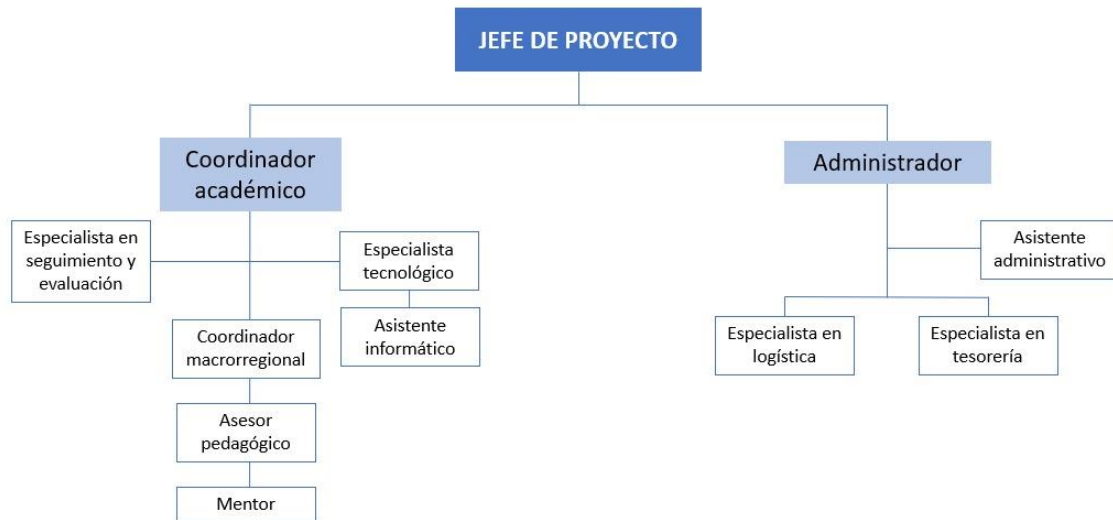 JEFE DE PROYECTO
Coordinador
académico
Administrador
Especialista en
seguimiento y
evaluación
Especialista
tecnológico
Asistente
administrativo
Coordinador
macrorregional
Asistente
informático
Especialista en
logística
Especialista en
tesorería
Asesor
pedagógico
Mentor